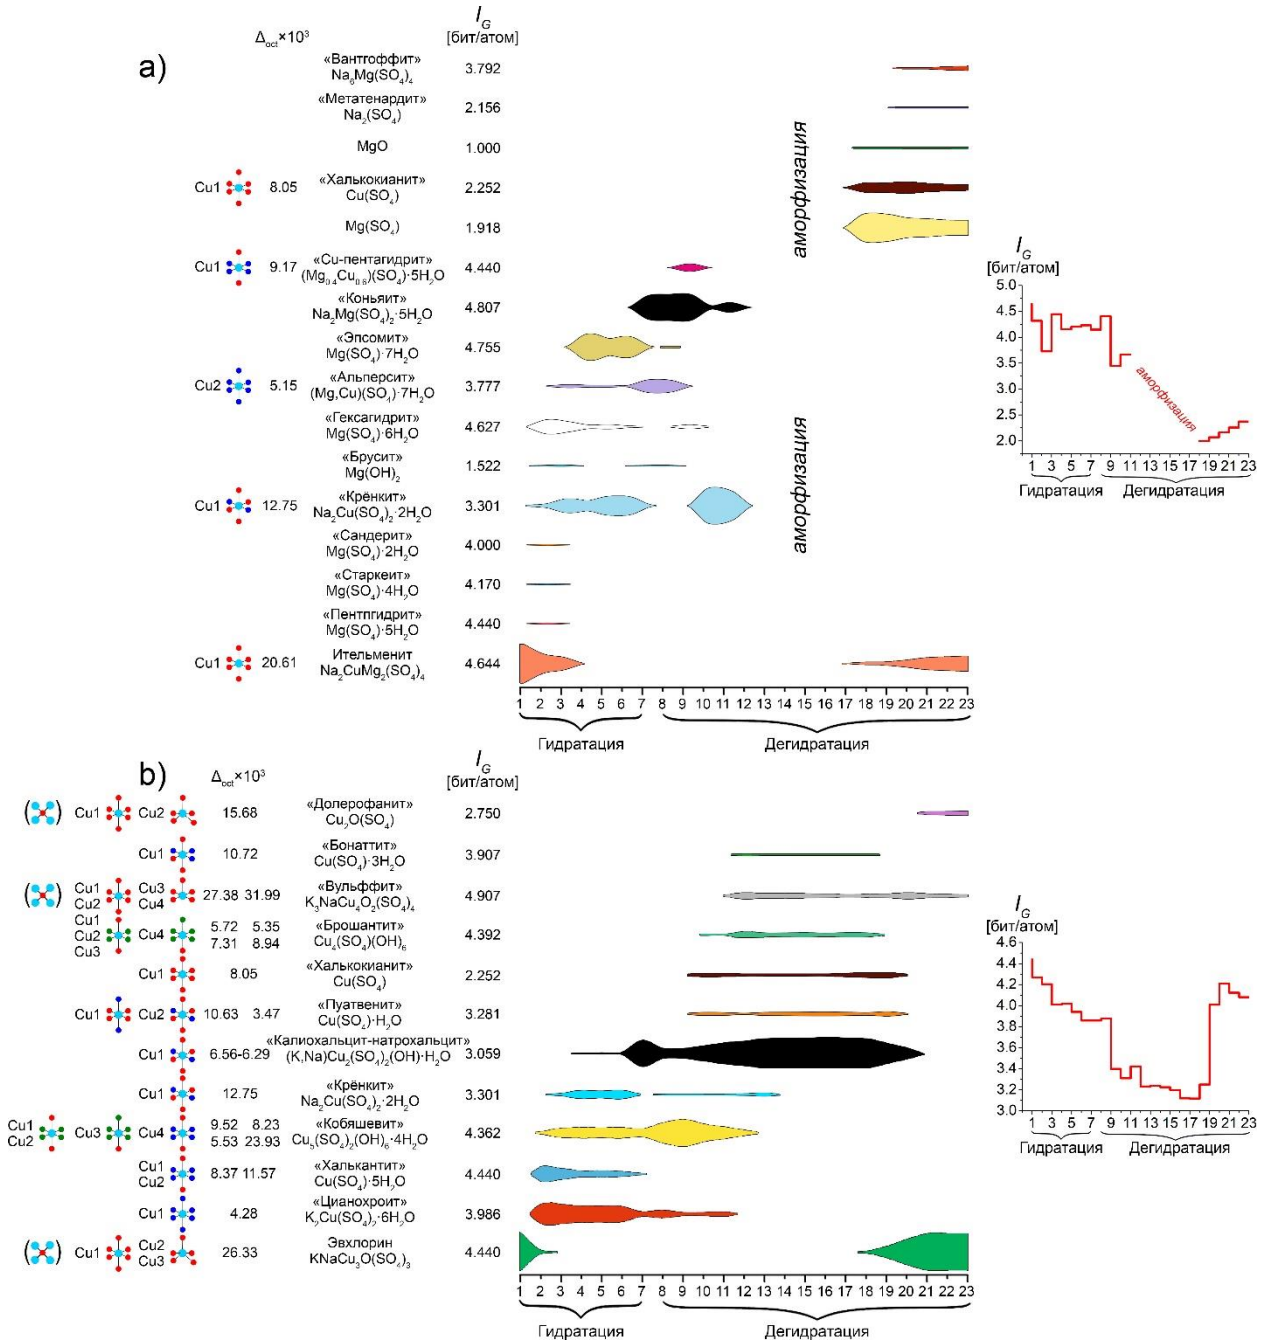 a)
Δoct×10³
I_G
[бит/атом]
«Вантгоффит»
Na₆Mg(SO₄)₄
3.792
«Метатенардит»
Na₂(SO₄)
2.156
MgO
1.000
Cu1
8.05
«Халькокианит»
Cu(SO₄)
2.252
Mg(SO₄)
1.918
Cu1
9.17
«Cu-пентагидрит»
(Mg₀.₄Cu₀.₆)(SO₄)·5H₂O
4.440
«Коньяит»
Na₂Mg(SO₄)₂·5H₂O
4.807
«Эпсомит»
Mg(SO₄)·7H₂O
4.755
Cu2
5.15
«Альперсит»
(Mg,Cu)(SO₄)·7H₂O
3.777
«Гексагидрит»
Mg(SO₄)·6H₂O
4.627
«Брусит»
Mg(OH)₂
1.522
Cu1
12.75
«Крёнкит»
Na₂Cu(SO₄)₂·2H₂O
3.301
«Сандерит»
Mg(SO₄)·2H₂O
4.000
«Старкеит»
Mg(SO₄)·4H₂O
4.170
«Пентпгидрит»
Mg(SO₄)·5H₂O
4.440
Cu1
20.61
Ительменит
Na₂CuMg₂(SO₄)₄
4.644
аморфизация
аморфизация
1 2 3 4 5 6 7 8 9 10 11 12 13 14 15 16 17 18 19 20 21 22 23
Гидратация
Дегидратация
I_G
[бит/атом]
5.0
4.5
4.0
3.5
3.0
2.5
2.0
аморфизация
1 3 5 7 9 11 13 15 17 19 21 23
Гидратация
Дегидратация
b)
Δoct×10³
I_G
[бит/атом]
Cu1
Cu2
15.68
«Долерофанит»
Cu₂O(SO₄)
2.750
Cu1
10.72
«Бонаттит»
Cu(SO₄)·3H₂O
3.907
Cu1
Cu2
Cu3
Cu4
27.38 31.99
«Вульффит»
K₃NaCu₄O₂(SO₄)₄
4.907
Cu1
Cu2
Cu3
Cu4
5.72 5.35
7.31 8.94
«Брошантит»
Cu₄(SO₄)(OH)₆
4.392
Cu1
8.05
«Халькокианит»
Cu(SO₄)
2.252
Cu1
Cu2
10.63 3.47
«Пуатвенит»
Cu(SO₄)·H₂O
3.281
Cu1
6.56-6.29
«Калиохальцит-натрохальцит»
(K,Na)Cu₂(SO₄)₂(OH)·H₂O
3.059
Cu1
12.75
«Крёнкит»
Na₂Cu(SO₄)₂·2H₂O
3.301
Cu1
Cu2
Cu3
Cu4
9.52 8.23
5.53 23.93
«Кобяшевит»
Cu₅(SO₄)₂(OH)₆·4H₂O
4.362
Cu1
Cu2
8.37 11.57
«Халькантит»
Cu(SO₄)·5H₂O
4.440
Cu1
4.28
«Цианохроит»
K₂Cu(SO₄)₂·6H₂O
3.986
Cu1
Cu2
Cu3
26.33
Эвхлорин
KNaCu₃O(SO₄)₃
4.440
1 2 3 4 5 6 7 8 9 10 11 12 13 14 15 16 17 18 19 20 21 22 23
Гидратация
Дегидратация
I_G
[бит/атом]
4.6
4.4
4.2
4.0
3.8
3.6
3.4
3.2
3.0
1 3 5 7 9 11 13 15 17 19 21 23
Гидратация
Дегидратация